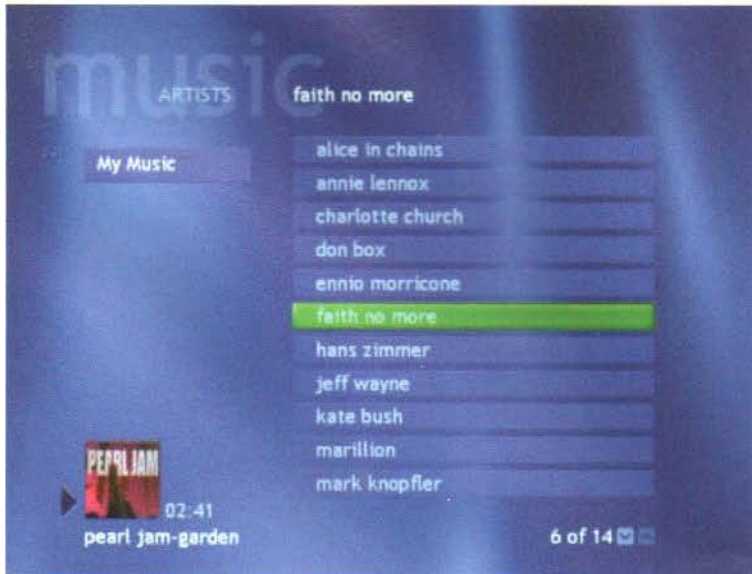 music
ARTISTS
faith no more
My Music
alice in chains
annie lennox
charlotte church
don box
ennio morricone
faith no more
hans zimmer
jeff wayne
kate bush
marillion
mark knopfler
PEARL JAM
02:41
pearl jam-garden
6 of 14